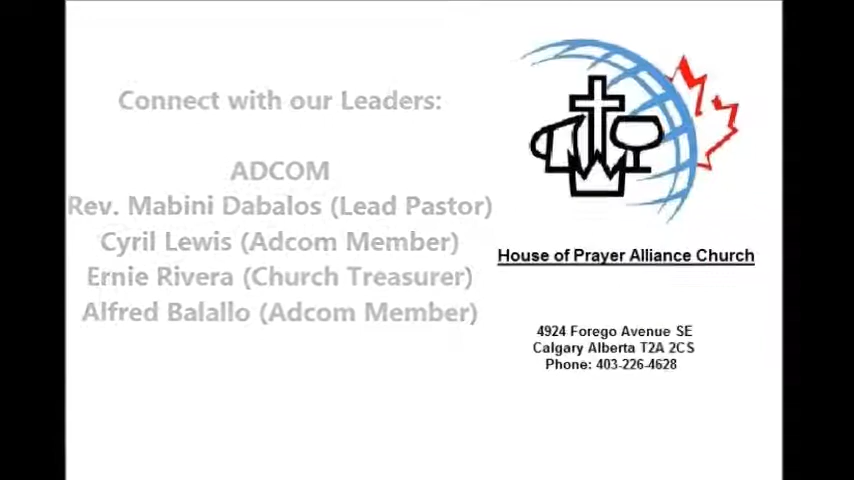 Connect with our Leaders:
ADCOM
Rev. Mabini Dabalos (Lead Pastor)
Cyril Lewis (Adcom Member)
Ernie Rivera (Church Treasurer)
Alfred Balallo (Adcom Member)
House of Prayer Alliance Church
4924 Forego Avenue SE
Calgary Alberta T2A 2C5
Phone: 403-226-4628